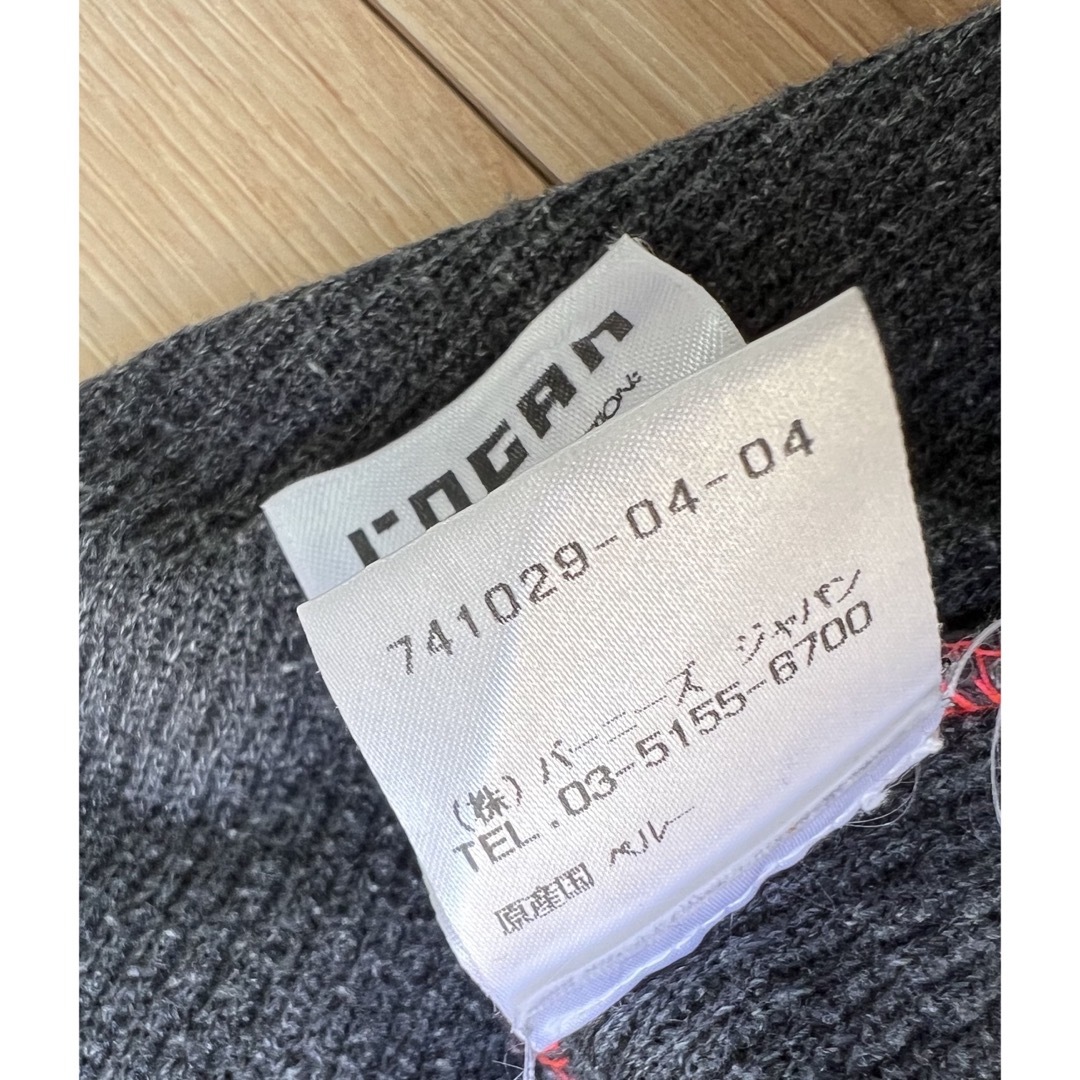 ROGAN
TION:
741029-04-04
(株)バーニーズ ジャパン
TEL.03-5155-6700
原産国 ペルー